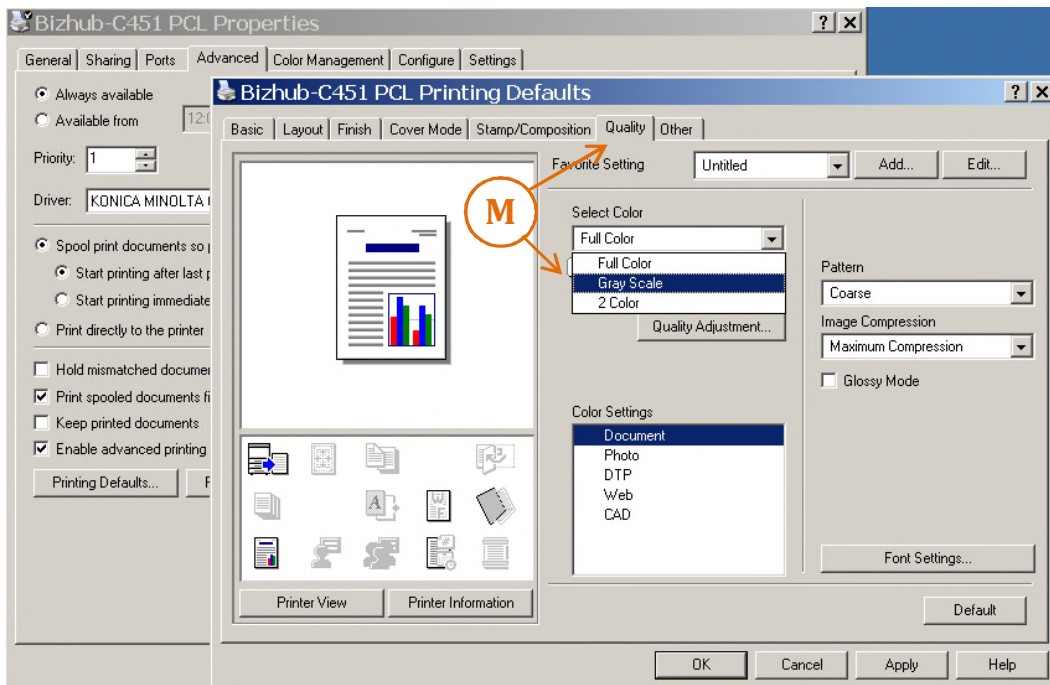 Bizhub-C451 PCL Properties
General Sharing Ports Advanced Color Management Configure Settings
Always available
Available from
Priority: 1
Driver: KONICA MINOLTA
Spool print documents so
Start printing after last
Start printing immediate
Print directly to the printer
Hold mismatched documen
Print spooled documents fi
Keep printed documents
Enable advanced printing
Printing Defaults...
Bizhub-C451 PCL Printing Defaults
Basic Layout Finish Cover Mode Stamp/Composition Quality Other
Favorite Setting Untitled Add... Edit...
M
Select Color
Full Color
Full Color
Gray Scale
2 Color
Quality Adjustment...
Pattern
Coarse
Image Compression
Maximum Compression
Glossy Mode
Color Settings
Document
Photo
DTP
Web
CAD
Font Settings...
Printer View Printer Information
Default
OK Cancel Apply Help